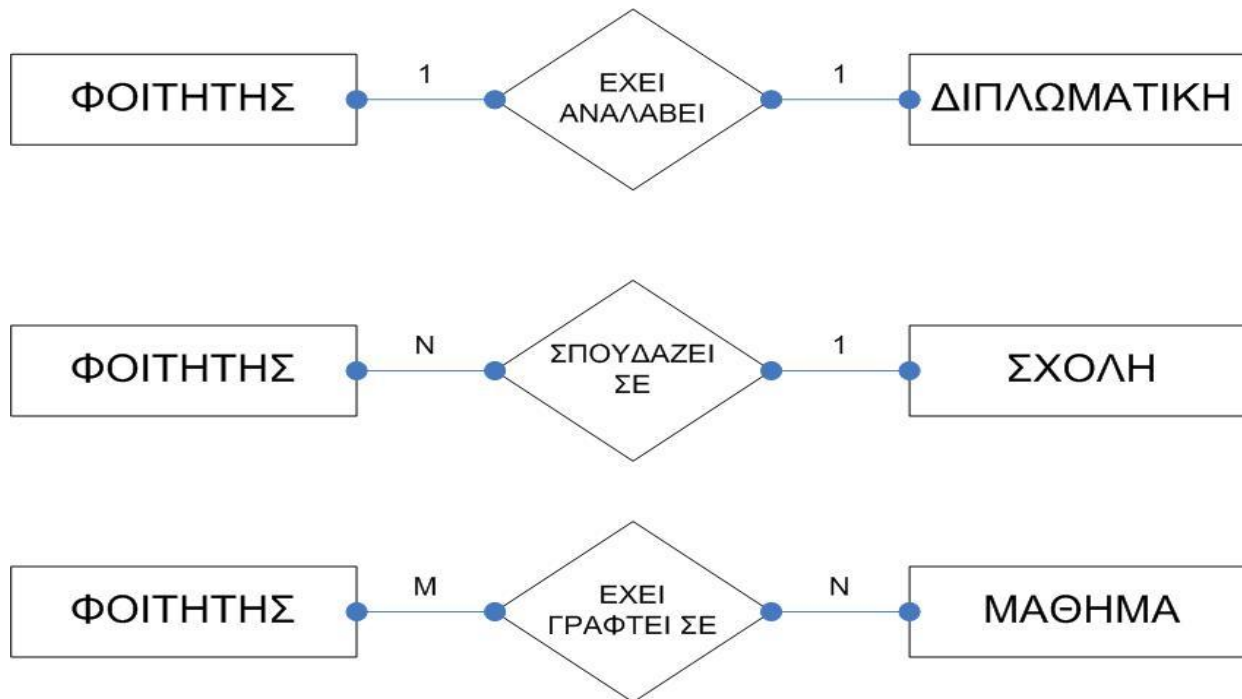 ΦΟΙΤΗΤΗΣ 1 ΕΧΕΙ ΑΝΑΛΑΒΕΙ 1 ΔΙΠΛΩΜΑΤΙΚΗ
ΦΟΙΤΗΤΗΣ N ΣΠΟΥΔΑΖΕΙ ΣΕ 1 ΣΧΟΛΗ
ΦΟΙΤΗΤΗΣ M ΕΧΕΙ ΓΡΑΦΤΕΙ ΣΕ N ΜΑΘΗΜΑ